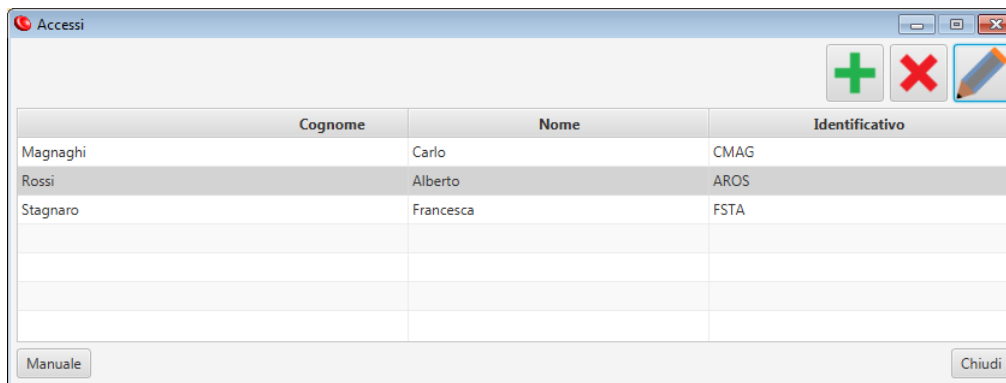 Accessi
Cognome Nome Identificativo
Magnaghi Carlo CMAG
Rossi Alberto AROS
Stagnaro Francesca FSTA
Manuale Chiudi